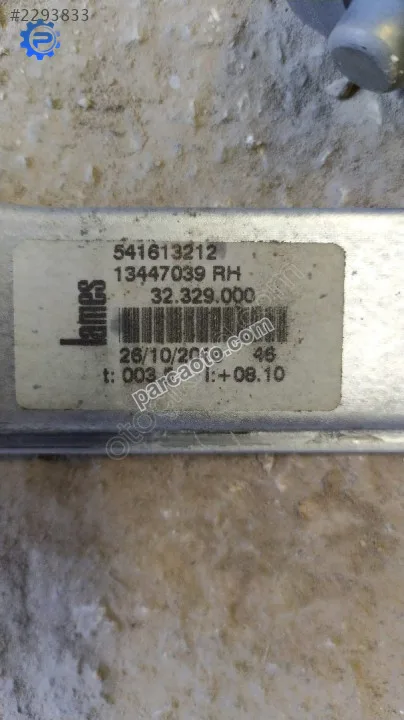 #2293833
541613212
13447039 RH
32.329.000
lames
26/10/20 46
t: 003 l:+08.10
parcaoto.com